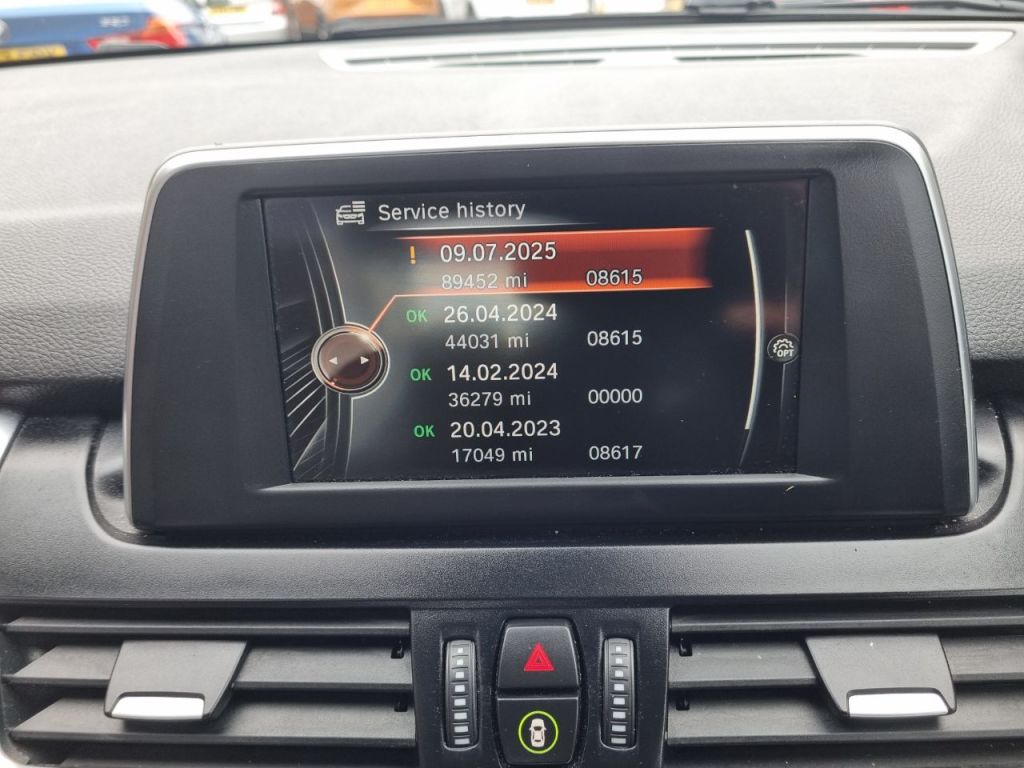 Service history
! 09.07.2025
89452 mi 08615
OK 26.04.2024
44031 mi 08615
OK 14.02.2024
36279 mi 00000
OK 20.04.2023
17049 mi 08617
OPT